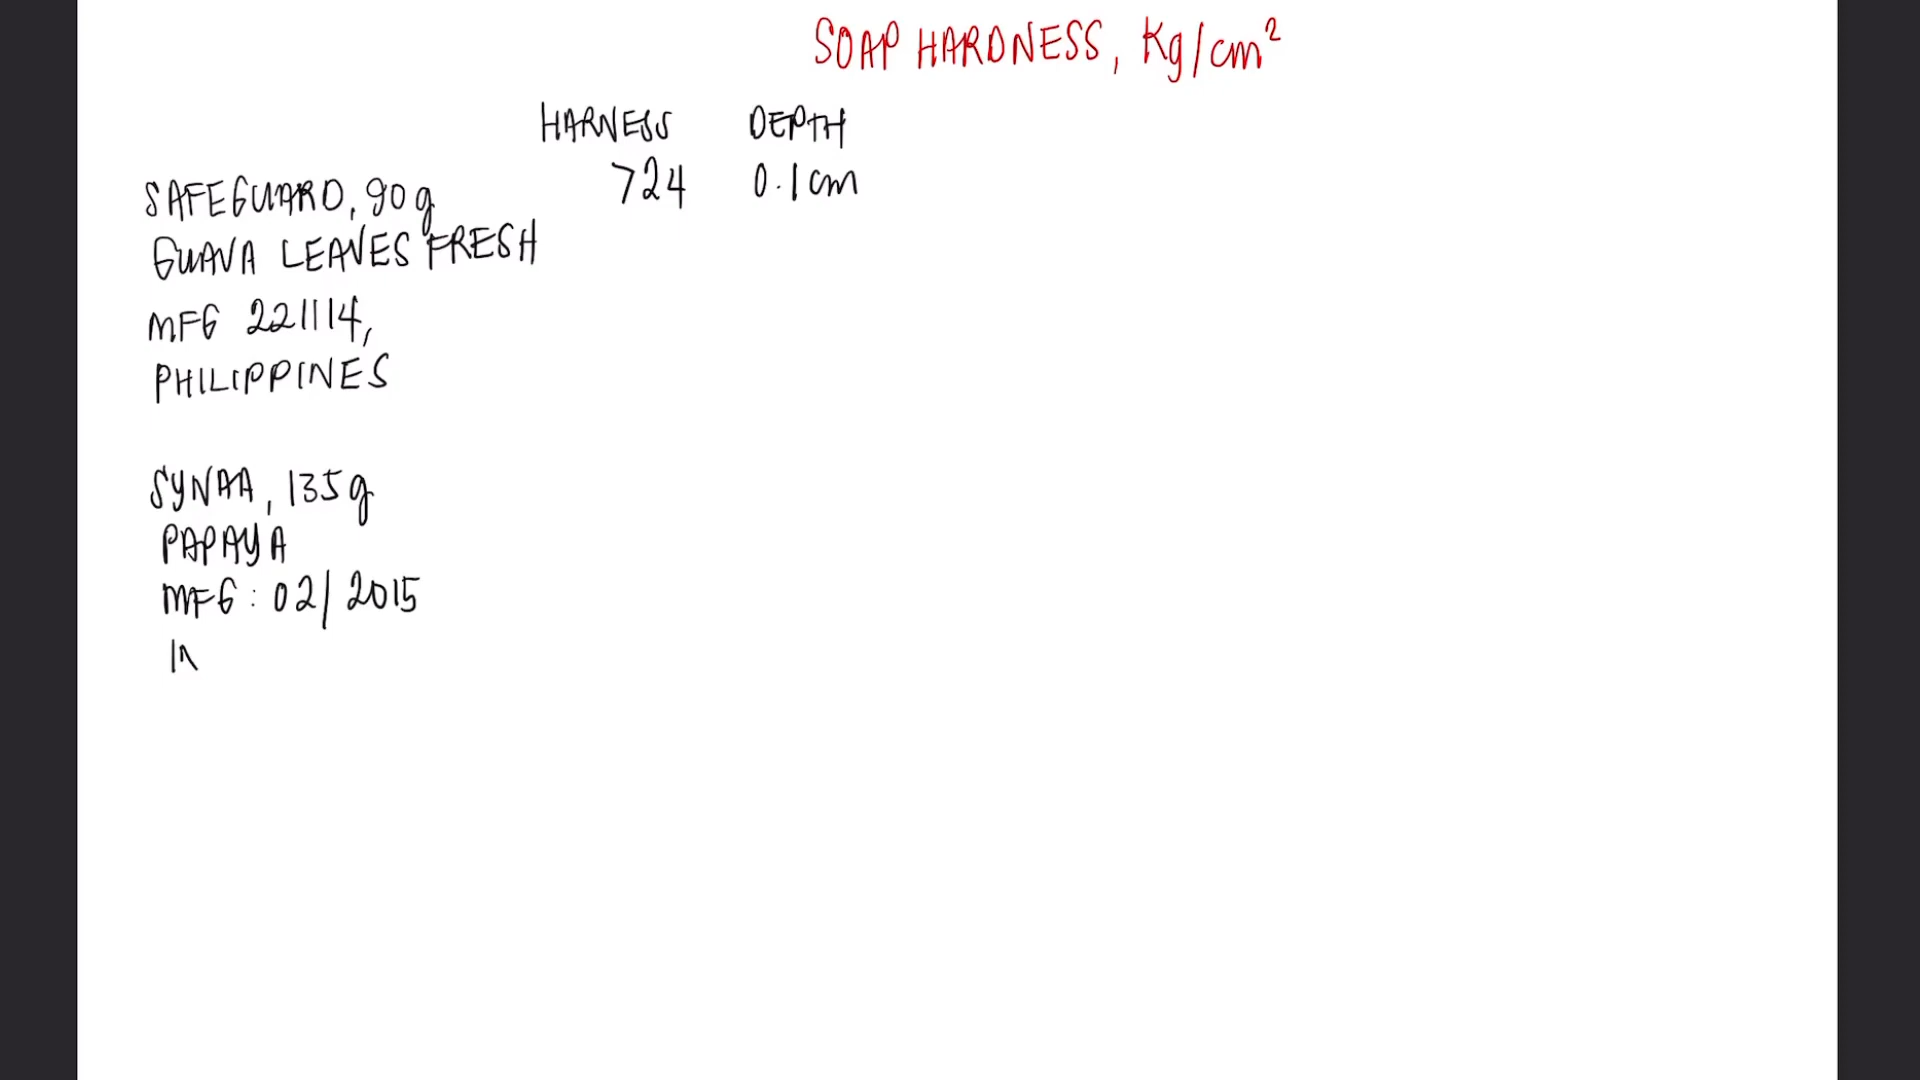 SOAP HARDNESS, Kg/cm²
HARNESS DEPTH
SAFEGUARD, 90g 724 0.1cm
GUAVA LEAVES FRESH
MFG 221114,
PHILIPPINES
SYNAA, 135g
PAPAYA
MFG: 02/2015
IN